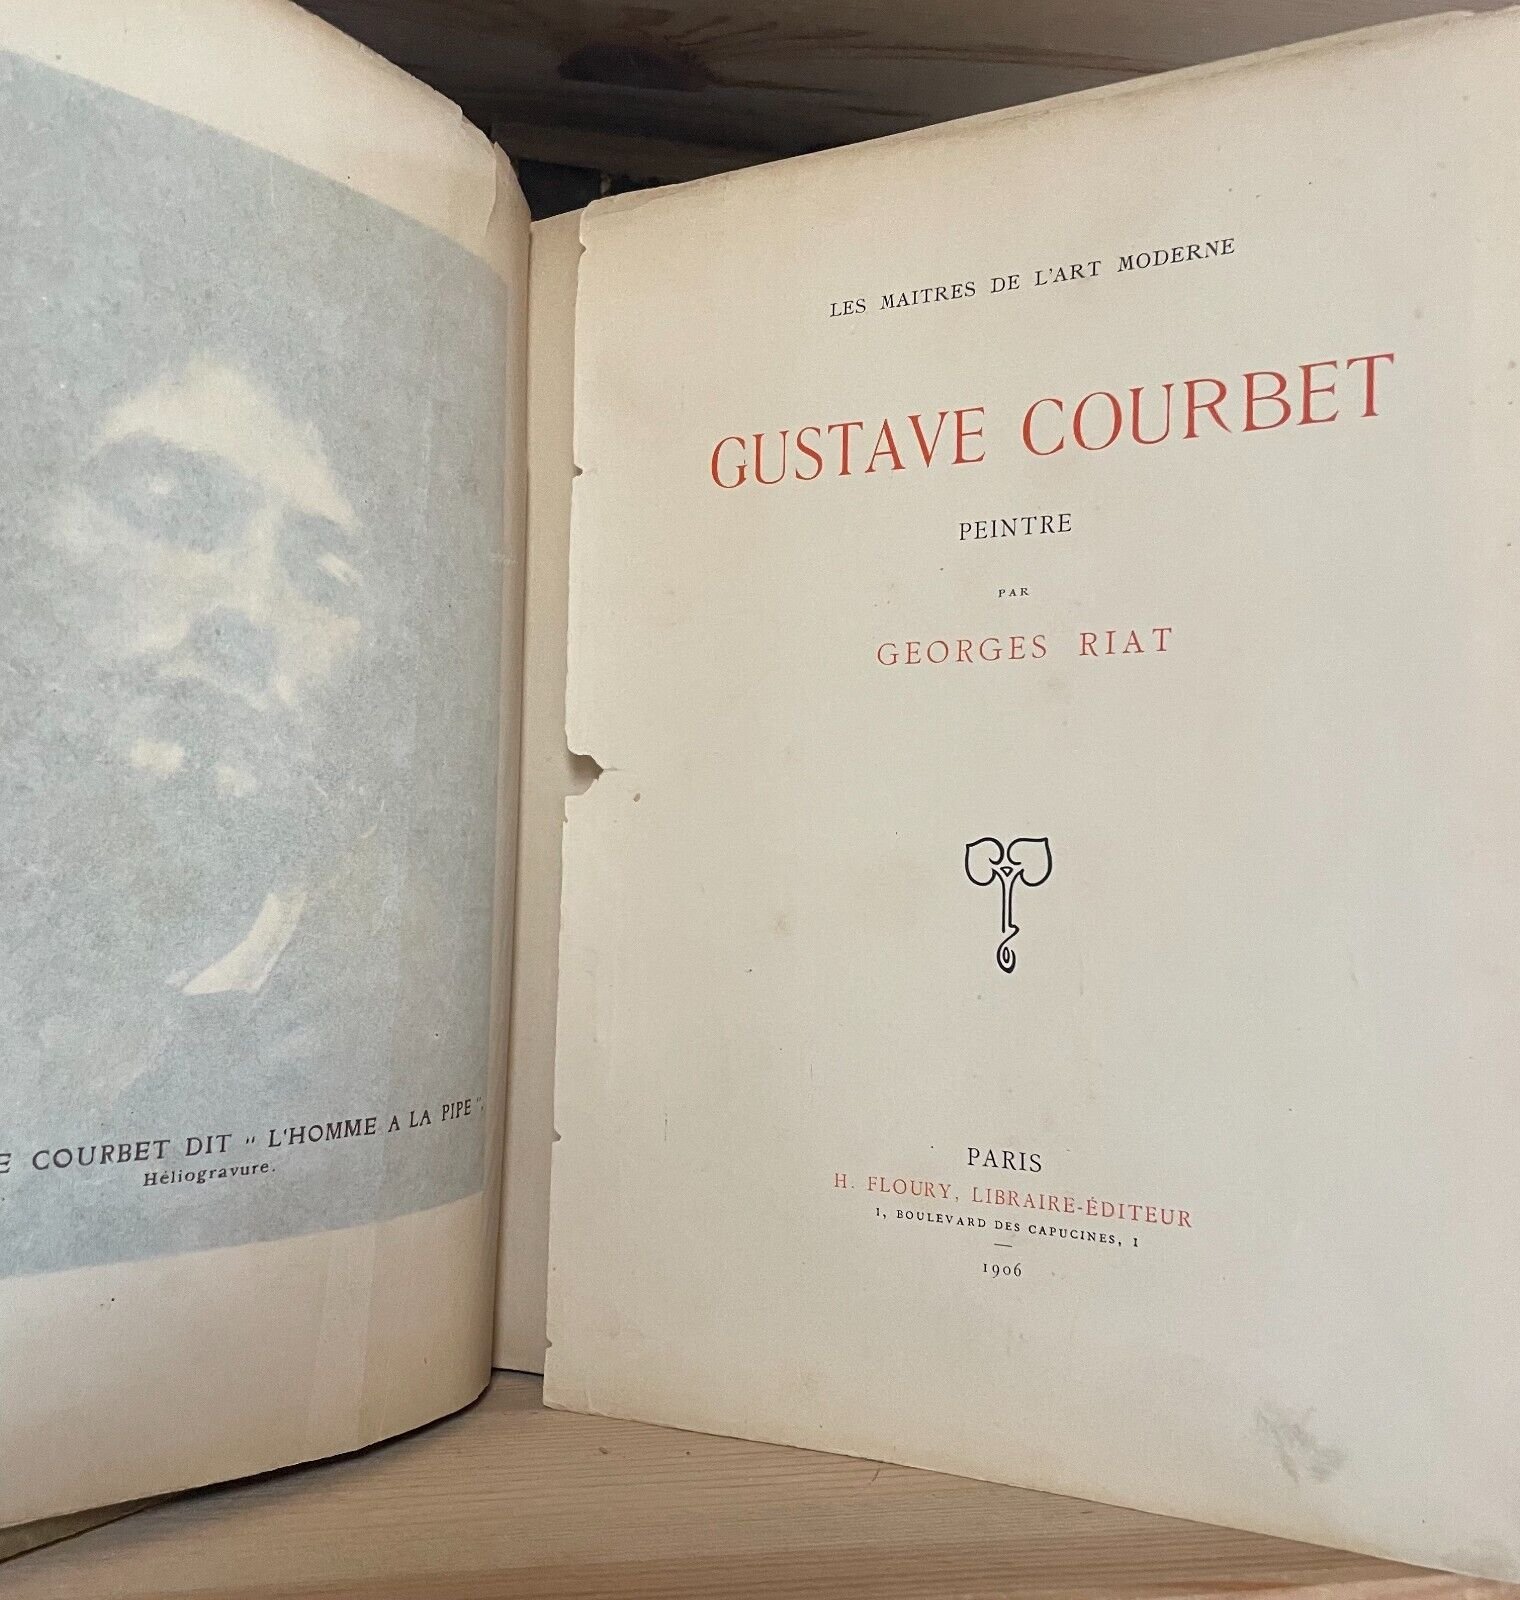 E COURBET DIT " L'HOMME A LA PIPE ",
Héliogravure.
LES MAITRES DE L'ART MODERNE
GUSTAVE COURBET
PEINTRE
PAR
GEORGES RIAT
PARIS
H. FLOURY, LIBRAIRE-ÉDITEUR
1, BOULEVARD DES CAPUCINES, 1
1906